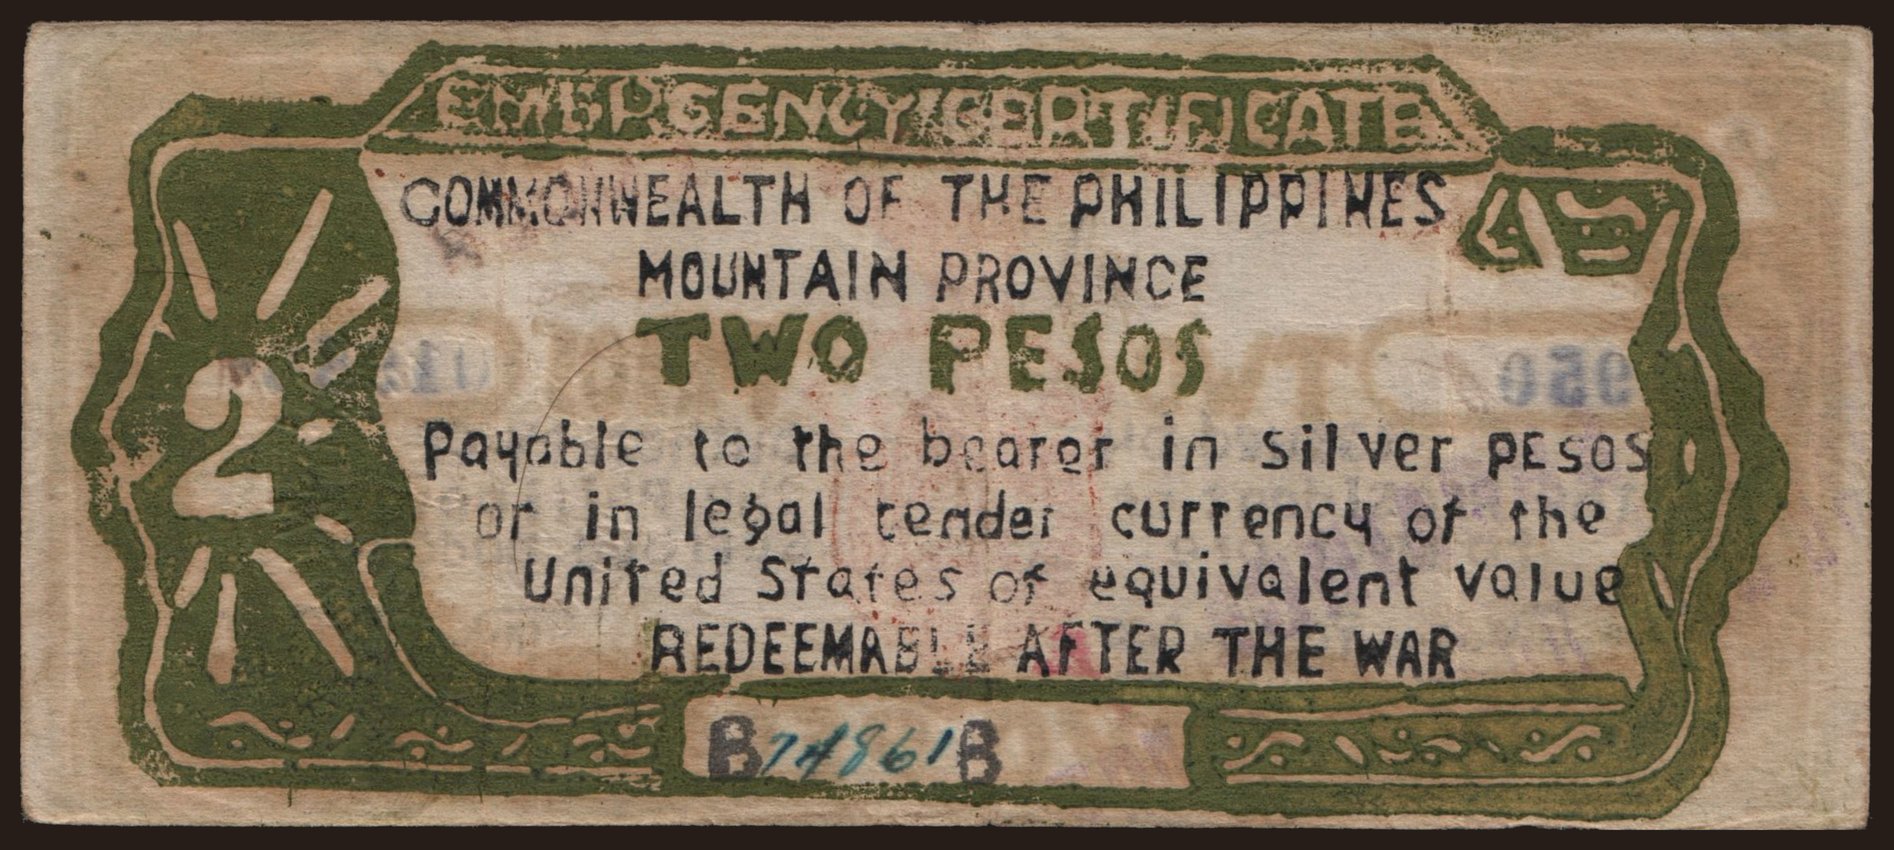 EMERGENCY CERTIFICATE
COMMONWEALTH OF THE PHILIPPINES
MOUNTAIN PROVINCE
TWO PESOS
2
payable to the bearer in silver PESOS
or in legal tender currency of the
United States of equivalent value
REDEEMABLE AFTER THE WAR
B 74861 B